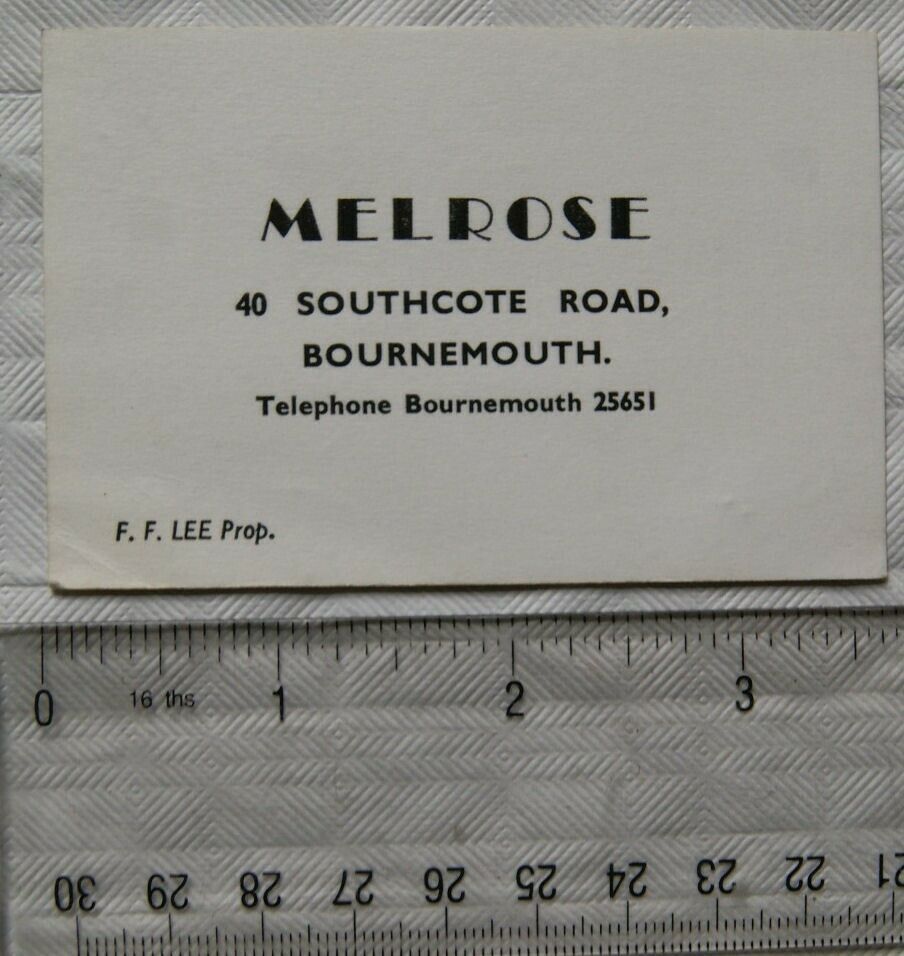 MELROSE
40 SOUTHCOTE ROAD,
BOURNEMOUTH.
Telephone Bournemouth 25651
F. F. LEE Prop.
0 16 ths 1 2 3
30 29 28 27 26 25 24 23 22 21